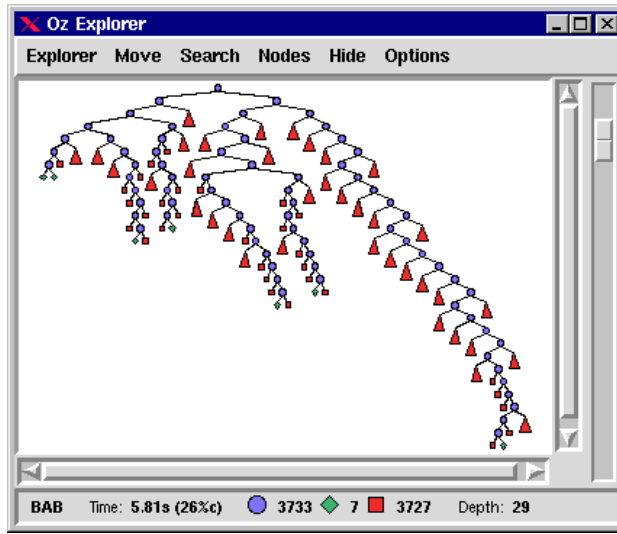 Oz Explorer
Explorer Move Search Nodes Hide Options
BAB Time: 5.81s (26%c) 3733 7 3727 Depth: 29